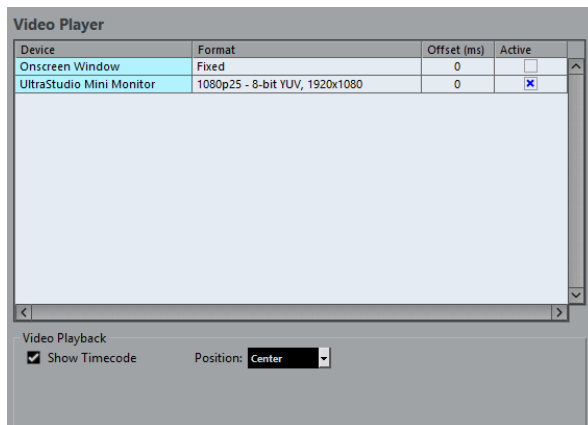 Video Player
Device Format Offset (ms) Active
Onscreen Window Fixed 0
UltraStudio Mini Monitor 1080p25 - 8-bit YUV, 1920x1080 0
Video Playback
Show Timecode Position: Center